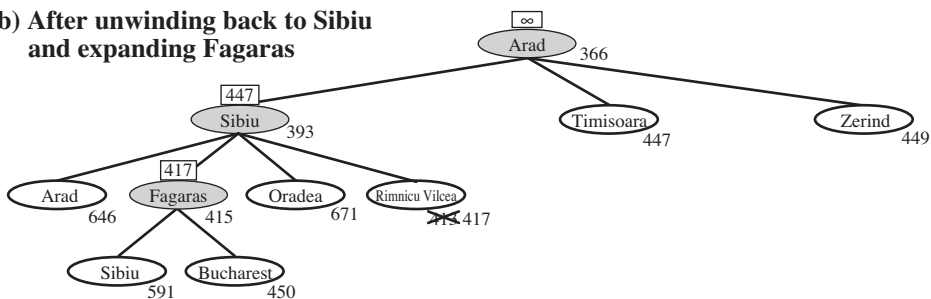 b) After unwinding back to Sibiu
and expanding Fagaras
∞
Arad
366
447
Sibiu
393
Timisoara
447
Zerind
449
417
Arad
646
Fagaras
415
Oradea
671
Rimnicu Vilcea
413 417
Sibiu
591
Bucharest
450